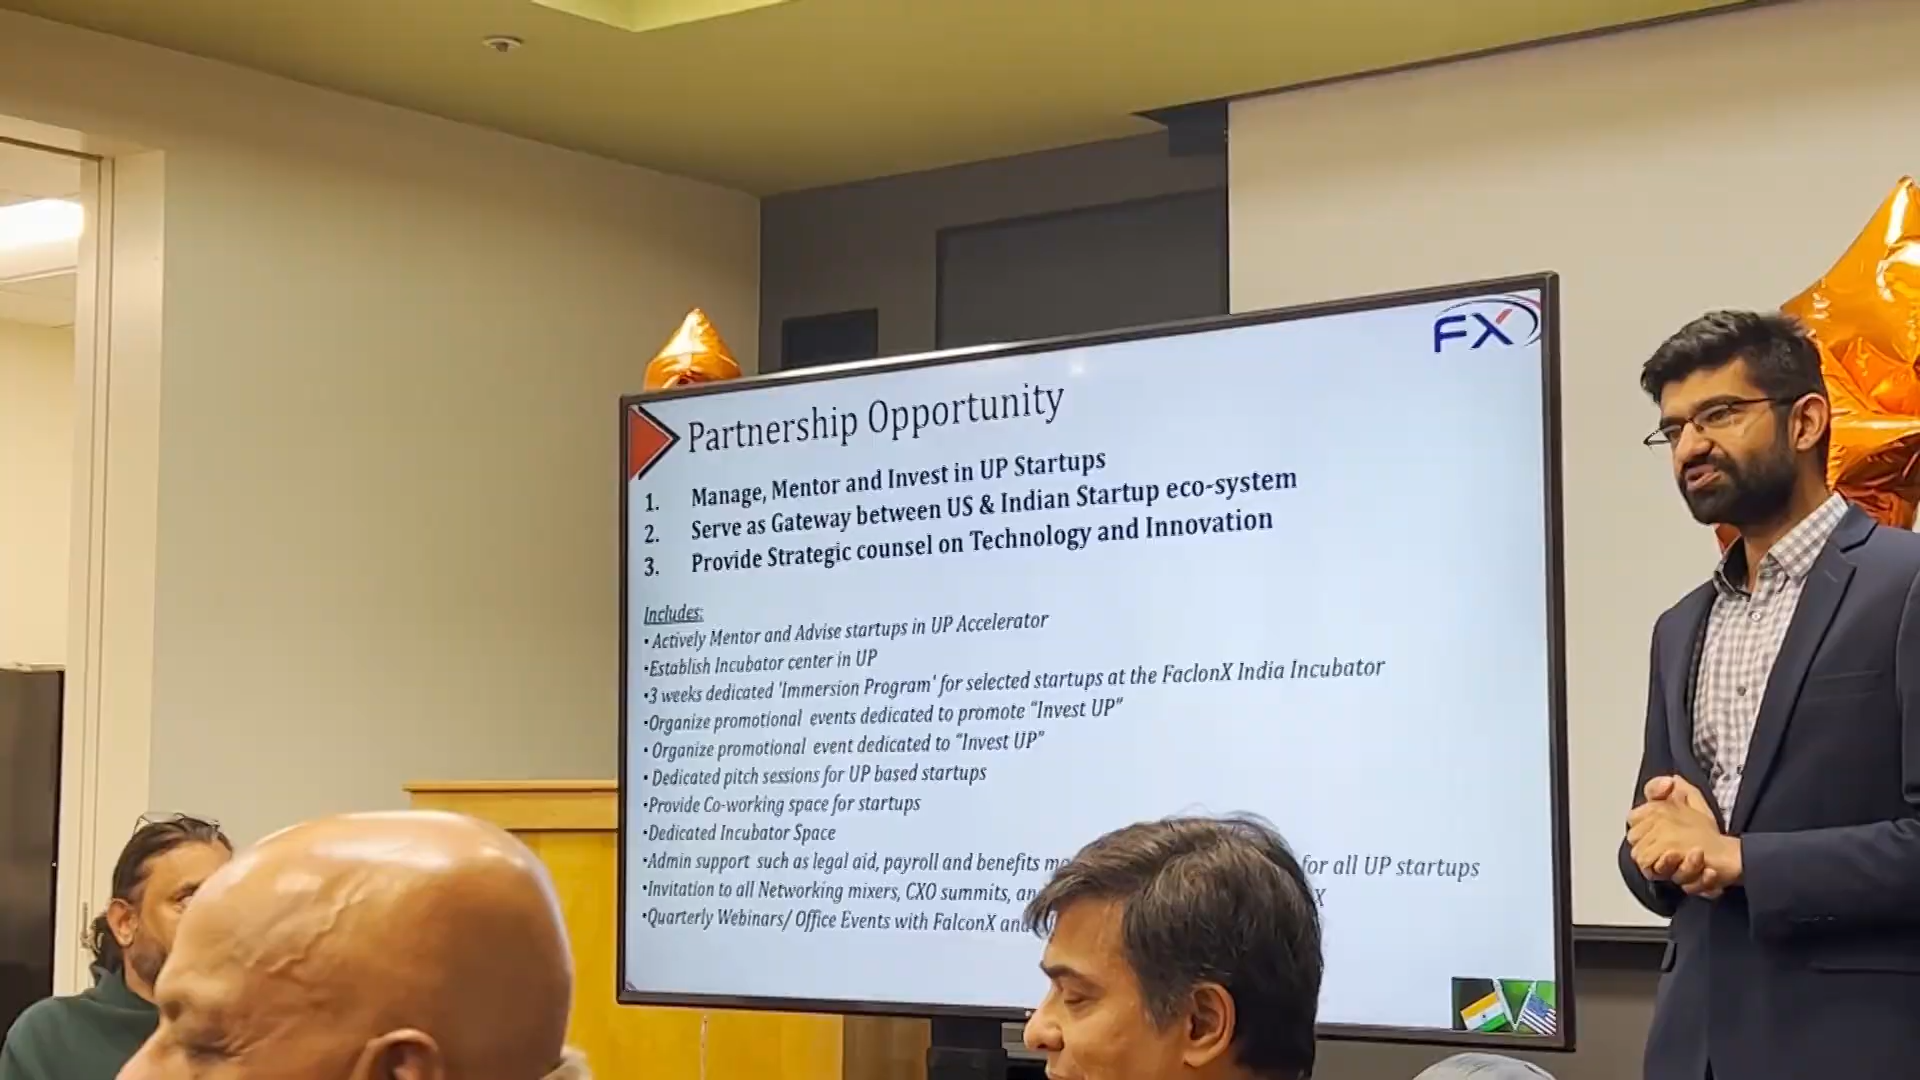 FX
Partnership Opportunity
1. Manage, Mentor and Invest in UP Startups
2. Serve as Gateway between US & Indian Startup eco-system
3. Provide Strategic counsel on Technology and Innovation
Includes:
• Actively Mentor and Advise startups in UP Accelerator
•Establish Incubator center in UP
•3 weeks dedicated 'Immersion Program' for selected startups at the FaclonX India Incubator
•Organize promotional events dedicated to promote “Invest UP”
• Organize promotional event dedicated to “Invest UP”
• Dedicated pitch sessions for UP based startups
•Provide Co-working space for startups
•Dedicated Incubator Space
•Admin support such as legal aid, payroll and benefits for all UP startups
•Invitation to all Networking mixers, CXO summits,
•Quarterly Webinars/ Office Events with FalconX and